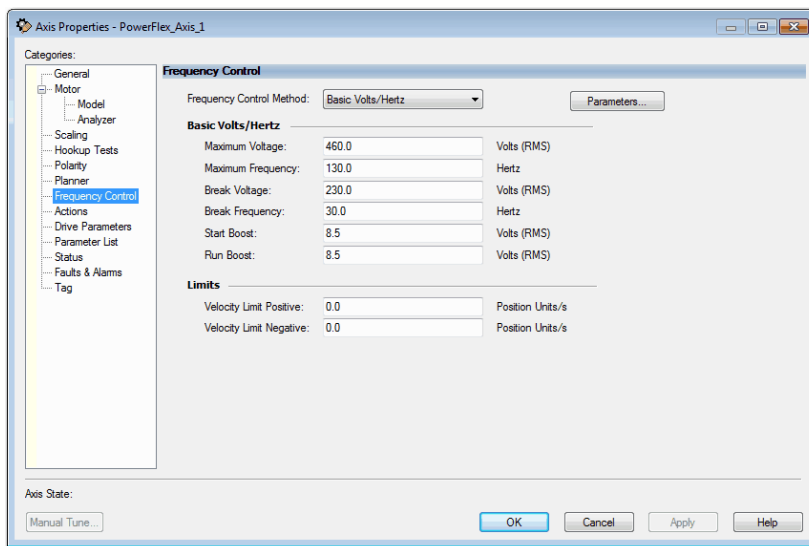 Axis Properties - PowerFlex_Axis_1
Categories:
General
Motor
Model
Analyzer
Scaling
Hookup Tests
Polarity
Planner
Frequency Control
Actions
Drive Parameters
Parameter List
Status
Faults & Alarms
Tag
Frequency Control
Frequency Control Method: Basic Volts/Hertz Parameters...
Basic Volts/Hertz
Maximum Voltage: 460.0 Volts (RMS)
Maximum Frequency: 130.0 Hertz
Break Voltage: 230.0 Volts (RMS)
Break Frequency: 30.0 Hertz
Start Boost: 8.5 Volts (RMS)
Run Boost: 8.5 Volts (RMS)
Limits
Velocity Limit Positive: 0.0 Position Units/s
Velocity Limit Negative: 0.0 Position Units/s
Axis State:
Manual Tune... OK Cancel Apply Help